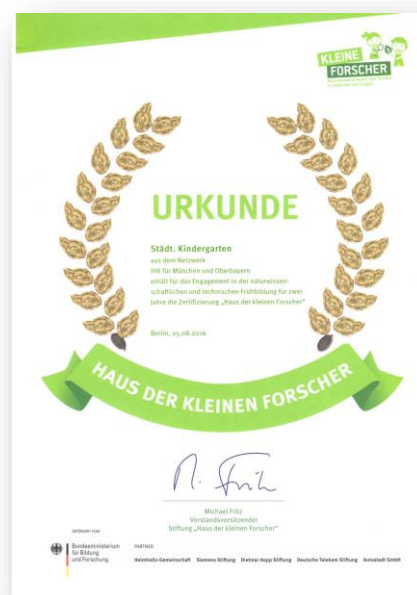 KLEINE
FORSCHER
URKUNDE
Städt. Kindergarten
aus dem Netzwerk
IHK für München und Oberbayern
erhält für das Engagement in der naturwissen-
schaftlichen und technischen Frühbildung für zwei
Jahre die Zertifizierung „Haus der kleinen Forscher“
Berlin, 05.08.2016
HAUS DER KLEINEN FORSCHER
M. Fritz
Michael Fritz
Vorstandsvorsitzender
Stiftung „Haus der kleinen Forscher“
Bundesministerium
für Bildung
und Forschung
PARTNER
Helmholtz-Gemeinschaft Siemens Stiftung Dietmar Hopp Stiftung Deutsche Telekom Stiftung Autostadt GmbH